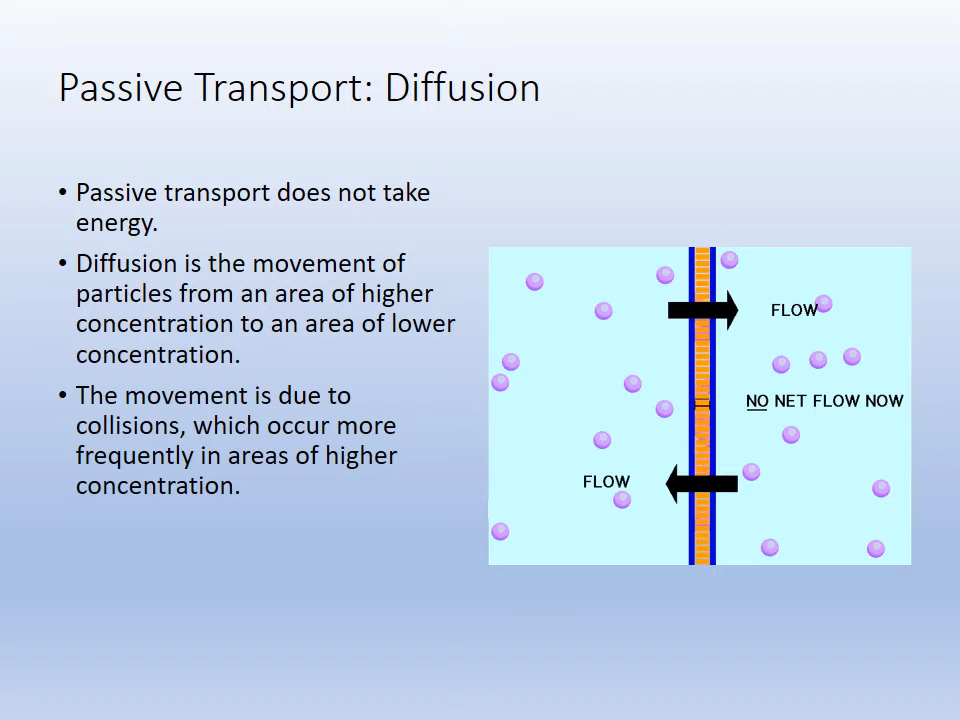 Passive Transport: Diffusion
• Passive transport does not take
energy.
• Diffusion is the movement of
particles from an area of higher
concentration to an area of lower
concentration.
• The movement is due to
collisions, which occur more
frequently in areas of higher
concentration.
FLOW
NO NET FLOW NOW
FLOW